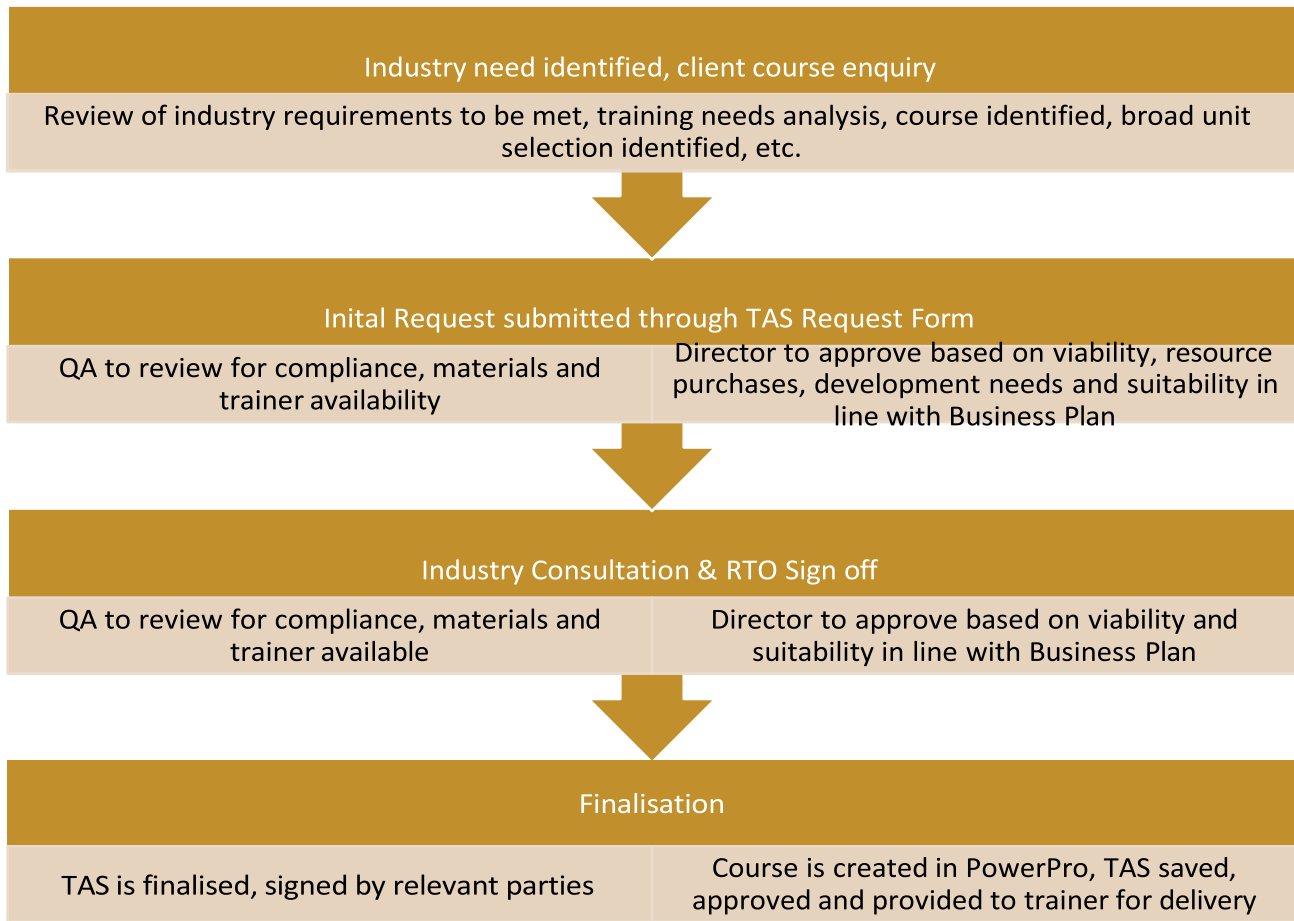 Industry need identified, client course enquiry
Review of industry requirements to be met, training needs analysis, course identified, broad unit
selection identified, etc.
Inital Request submitted through TAS Request Form
QA to review for compliance, materials and
trainer availability
Director to approve based on viability, resource
purchases, development needs and suitability in
line with Business Plan
Industry Consultation & RTO Sign off
QA to review for compliance, materials and
trainer available
Director to approve based on viability and
suitability in line with Business Plan
Finalisation
TAS is finalised, signed by relevant parties
Course is created in PowerPro, TAS saved,
approved and provided to trainer for delivery